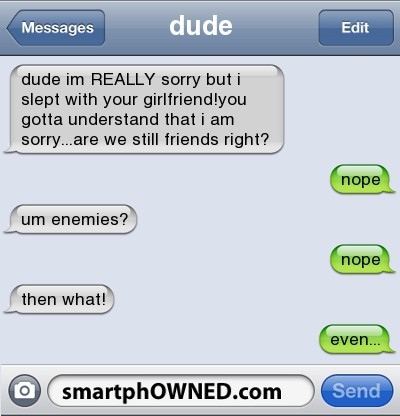 Messages
dude
Edit
dude im REALLY sorry but i
slept with your girlfriend!you
gotta understand that i am
sorry...are we still friends right?
nope
um enemies?
nope
then what!
even...
smartphOWNED.com
Send